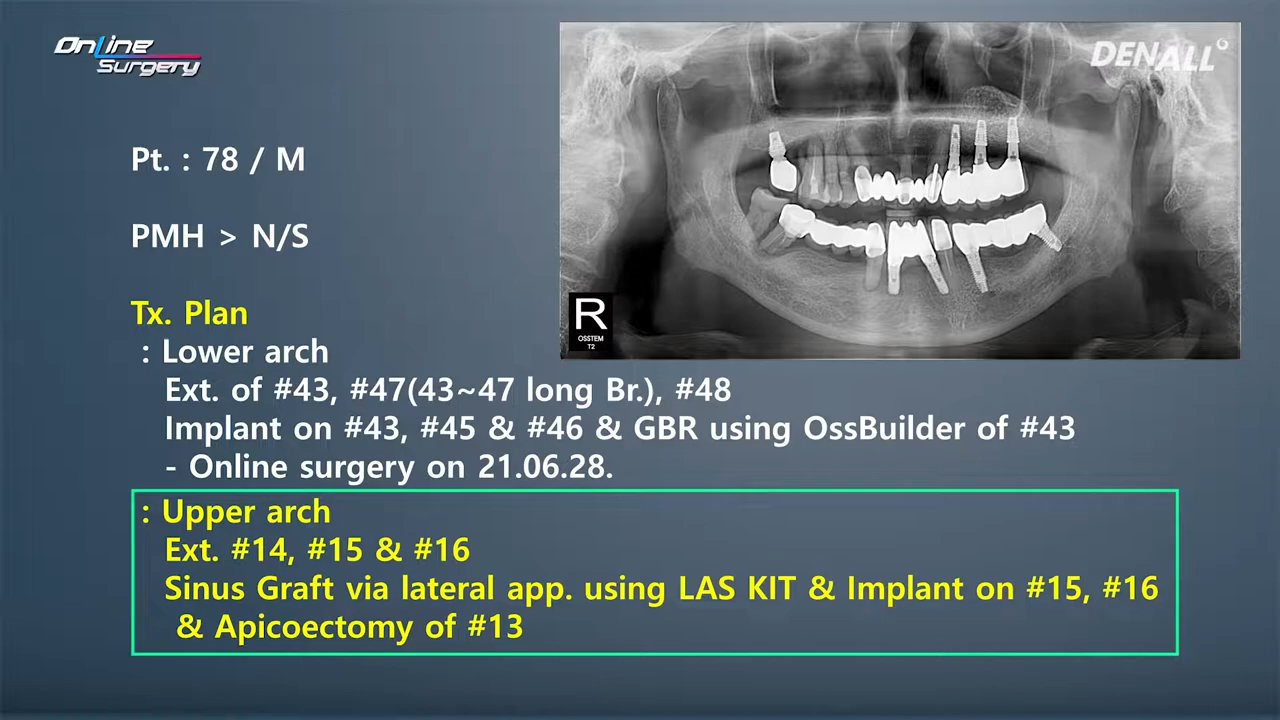 OnLine
Surgery
DENALL
Pt. : 78 / M
PMH > N/S
Tx. Plan
: Lower arch
Ext. of #43, #47(43~47 long Br.), #48
Implant on #43, #45 & #46 & GBR using OssBuilder of #43
- Online surgery on 21.06.28.
: Upper arch
Ext. #14, #15 & #16
Sinus Graft via lateral app. using LAS KIT & Implant on #15, #16
& Apicoectomy of #13
R
OSSTEM
T2